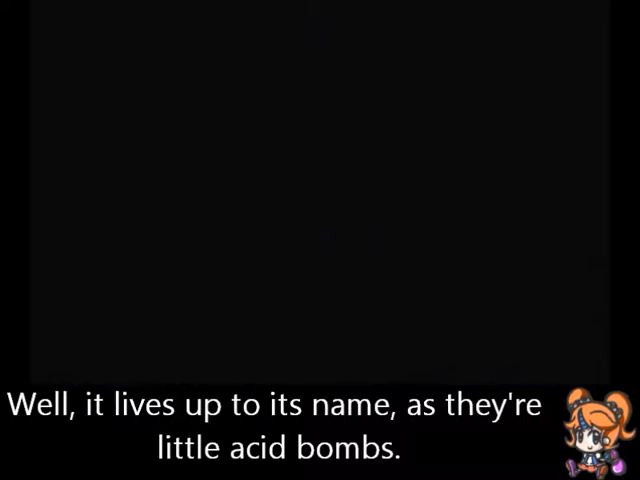 Well, it lives up to its name, as they're
little acid bombs.